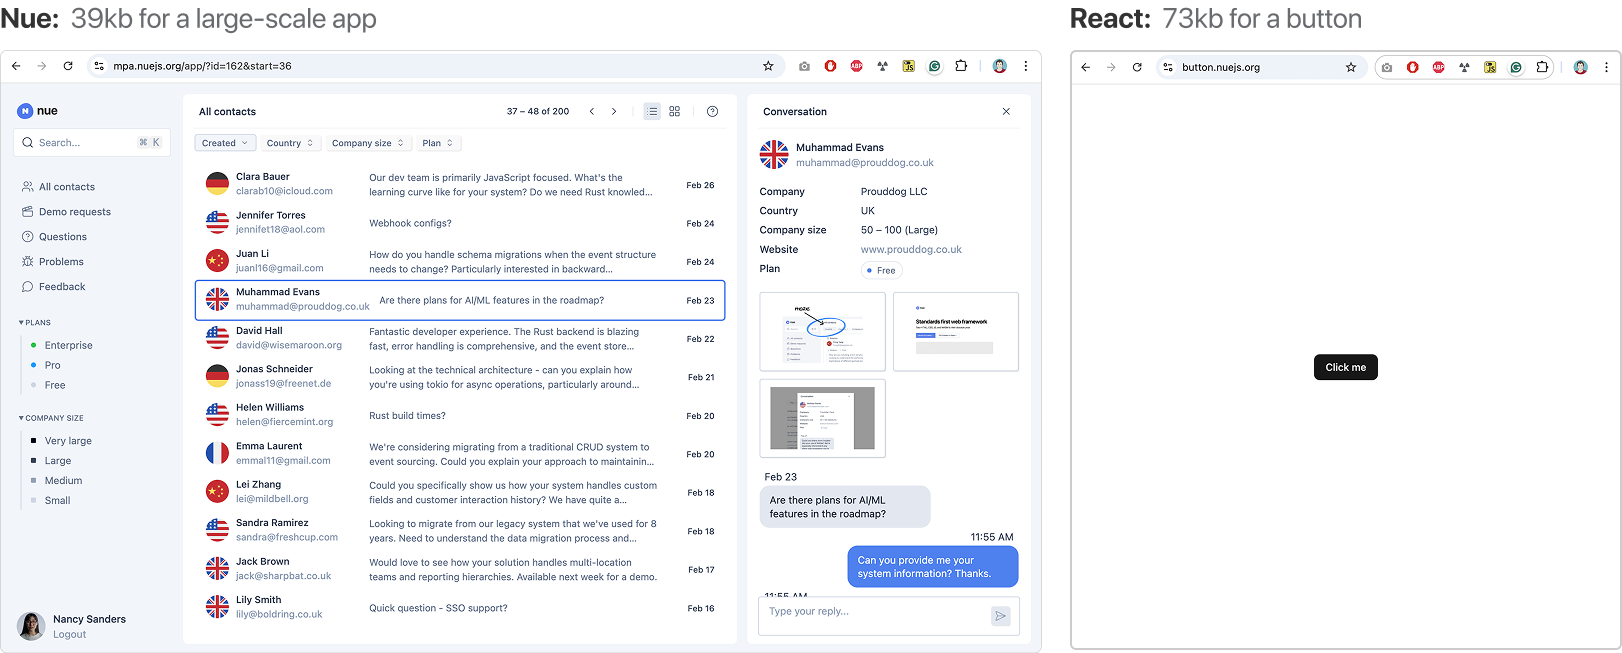 Nue: 39kb for a large-scale app
React: 73kb for a button
mpa.nuejs.org/app/?id=162&start=36
ABP
JS
button.nuejs.org
ABP
JS
nue
Search...
⌘ K
All contacts
Demo requests
Questions
Problems
Feedback
PLANS
Enterprise
Pro
Free
COMPANY SIZE
Very large
Large
Medium
Small
Nancy Sanders
Logout
All contacts
37 – 48 of 200
Created
Country
Company size
Plan
Clara Bauer
clarab10@icloud.com
Our dev team is primarily JavaScript focused. What's the
learning curve like for your system? Do we need Rust knowled...
Feb 26
Jennifer Torres
jennifet18@aol.com
Webhook configs?
Feb 24
Juan Li
juanl16@gmail.com
How do you handle schema migrations when the event structure
needs to change? Particularly interested in backward...
Feb 24
Muhammad Evans
muhammad@prouddog.co.uk
Are there plans for AI/ML features in the roadmap?
Feb 23
David Hall
david@wisemaroon.org
Fantastic developer experience. The Rust backend is blazing
fast, error handling is comprehensive, and the event store...
Feb 22
Jonas Schneider
jonass19@freenet.de
Looking at the technical architecture - can you explain how
you're using tokio for async operations, particularly around...
Feb 21
Helen Williams
helen@fiercemint.org
Rust build times?
Feb 20
Emma Laurent
emmal11@gmail.com
We're considering migrating from a traditional CRUD system to
event sourcing. Could you explain your approach to maintainin...
Feb 20
Lei Zhang
lei@mildbell.org
Could you specifically show us how your system handles custom
fields and customer interaction history? We have quite a...
Feb 18
Sandra Ramirez
sandra@freshcup.com
Looking to migrate from our legacy system that we've used for 8
years. Need to understand the data migration process and...
Feb 18
Jack Brown
jack@sharpbat.co.uk
Would love to see how your solution handles multi-location
teams and reporting hierarchies. Available next week for a demo.
Feb 17
Lily Smith
lily@boldring.co.uk
Quick question - SSO support?
Feb 16
Conversation
Muhammad Evans
muhammad@prouddog.co.uk
Company Prouddog LLC
Country UK
Company size 50 – 100 (Large)
Website www.prouddog.co.uk
Plan Free
Standards first web framework
Feb 23
Are there plans for AI/ML
features in the roadmap?
11:55 AM
Can you provide me your
system information? Thanks.
11:55 AM
Type your reply...
Click me